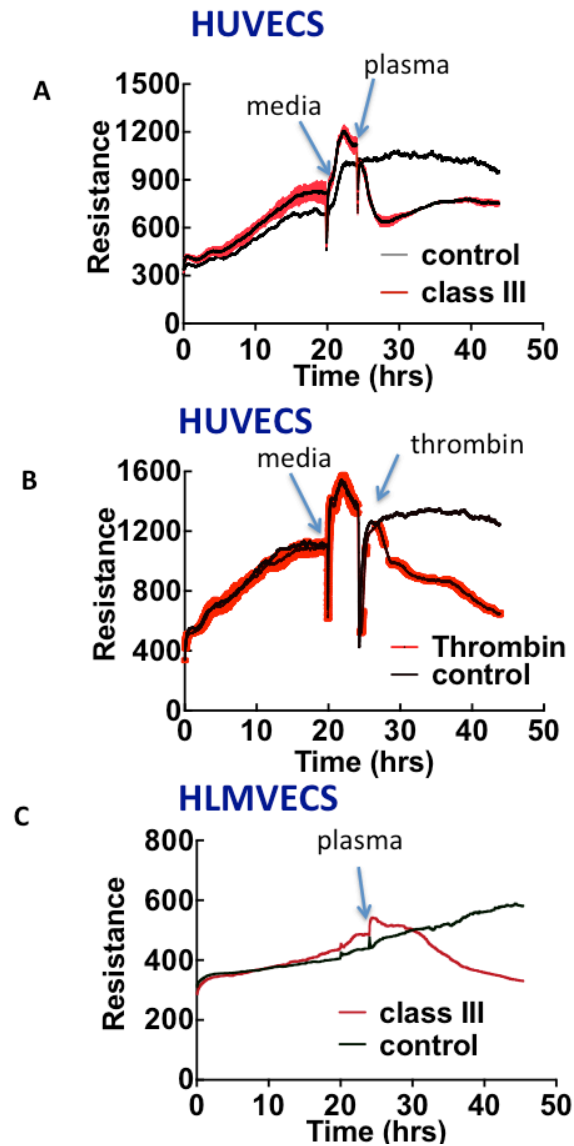 HUVECS
A
plasma
media
1500
1200
900
600
300
0
Resistance
control
class III
0 10 20 30 40 50
Time (hrs)
HUVECS
B
thrombin
media
1600
1200
800
400
0
Resistance
Thrombin
control
0 10 20 30 40 50
Time (hrs)
HLMVECS
C
plasma
800
600
400
200
0
Resistance
class III
control
0 10 20 30 40 50
Time (hrs)